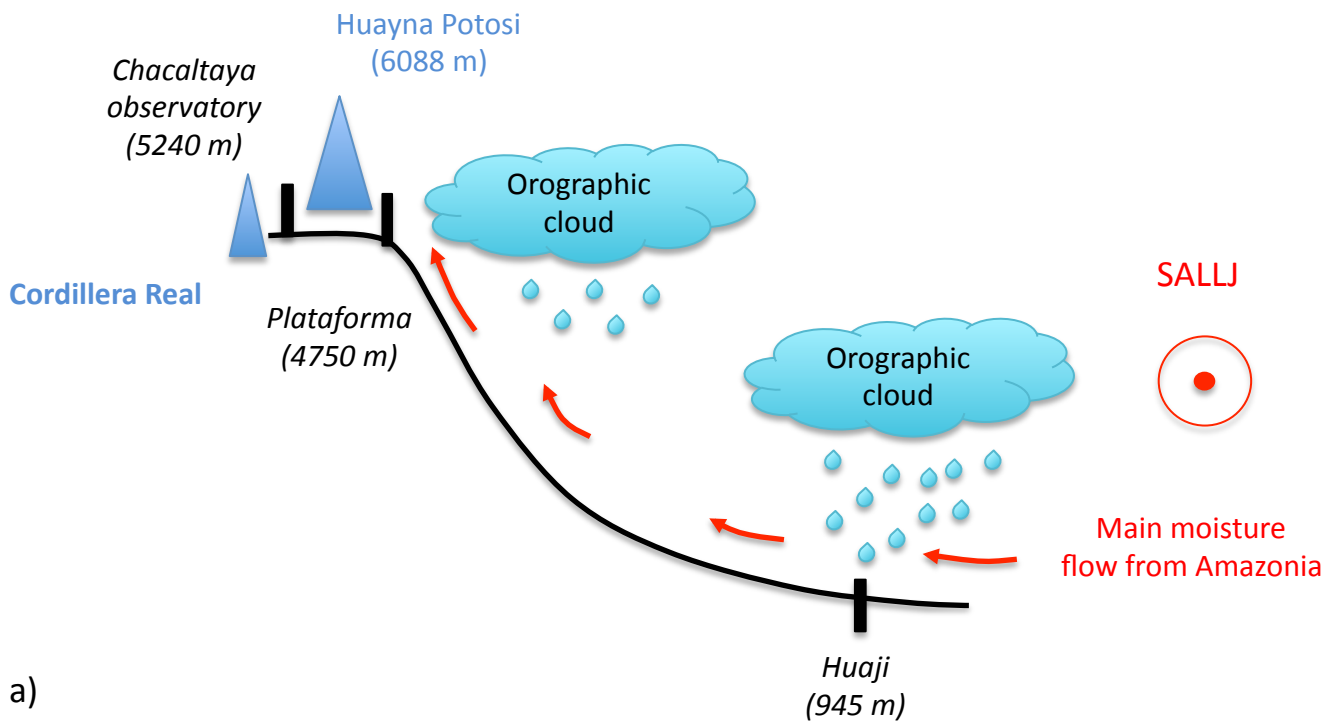 Huayna Potosi
(6088 m)
Chacaltaya
observatory
(5240 m)
Orographic
cloud
Cordillera Real
Plataforma
(4750 m)
SALLJ
Orographic
cloud
Main moisture
flow from Amazonia
Huaji
(945 m)
a)